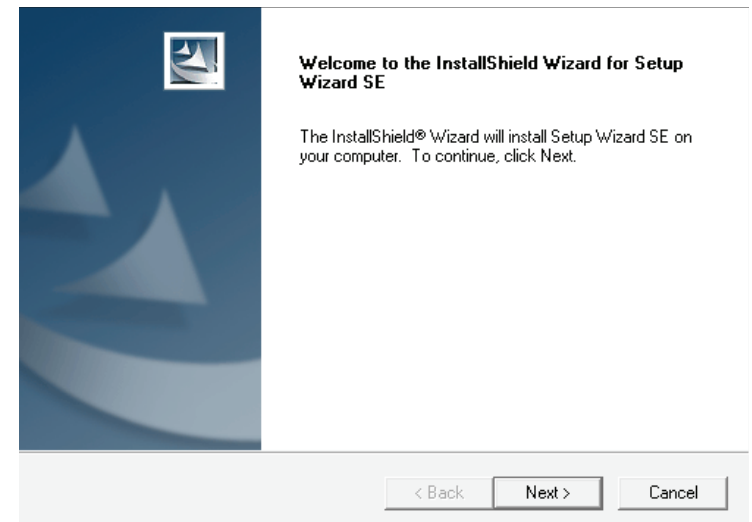 Welcome to the InstallShield Wizard for Setup
Wizard SE
The InstallShield® Wizard will install Setup Wizard SE on
your computer.  To continue, click Next.
< Back
Next >
Cancel